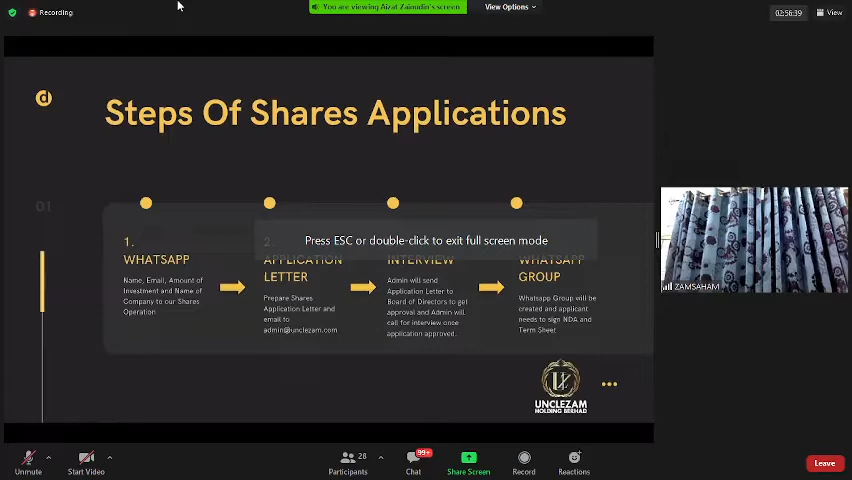 Recording
You are viewing Aizat Zainudin's screen
View Options
02:56:39
View
d
Steps Of Shares Applications
01
Press ESC or double-click to exit full screen mode
1.
WHATSAPP
Name, Email, Amount of
Investment and Name of
Company to our Shares
Operation
2.
APPLICATION
LETTER
Prepare Shares
Application Letter and
email to
admin@unclezam.com
INTERVIEW
Admin will send
Application Letter to
Board of Directors to get
approval and Admin will
call for interview once
application approved.
WHATSAPP
GROUP
Whatsapp Group will be
created and applicant
needs to sign NDA and
Term Sheet
UZ
UNCLEZAM
HOLDING BERHAD
ZAMSAHAM
Unmute
Start Video
28
Participants
99+
Chat
Share Screen
Record
Reactions
Leave